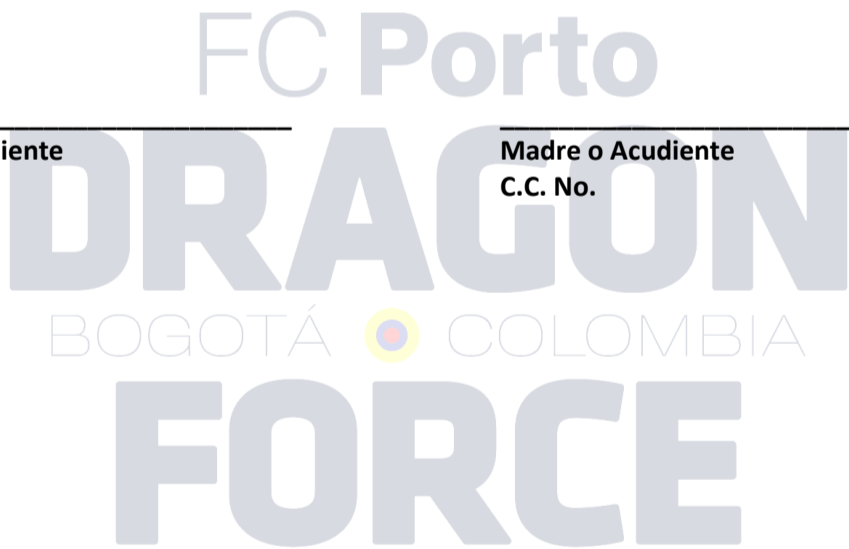 FC Porto
iente
Madre o Acudiente
C.C. No.
DRAGON
BOGOTÁ COLOMBIA
FORCE